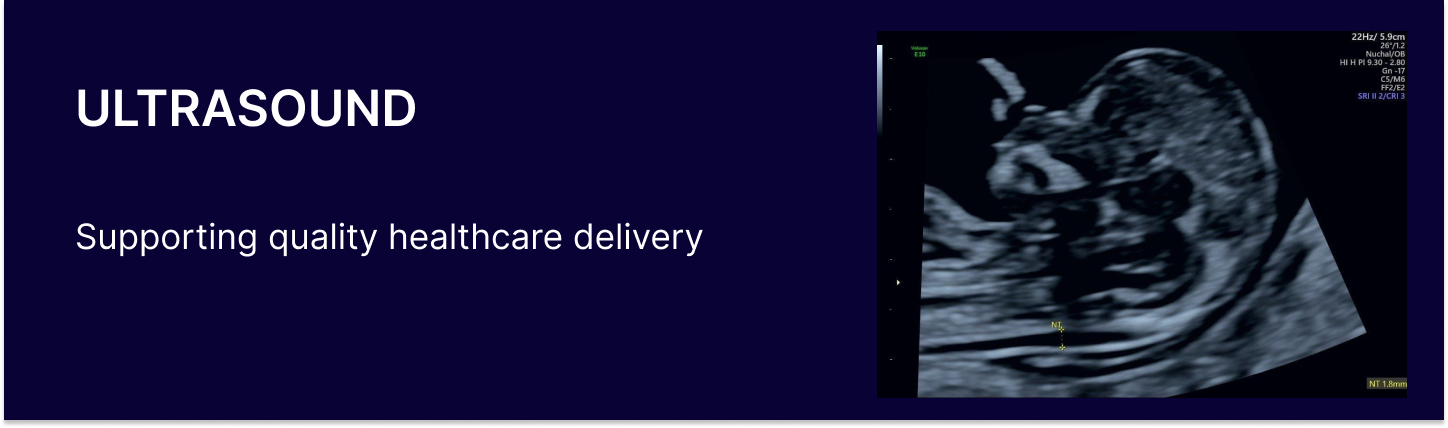 ULTRASOUND
Supporting quality healthcare delivery
Voluson
E10
22Hz/ 5.9cm
26°/1.2
Nuchal/OB
HI H PI 9.30 - 2.80
Gn -17
C5/M6
FF2/E2
SRI II 2/CRI 3
NT
NT 1.8mm